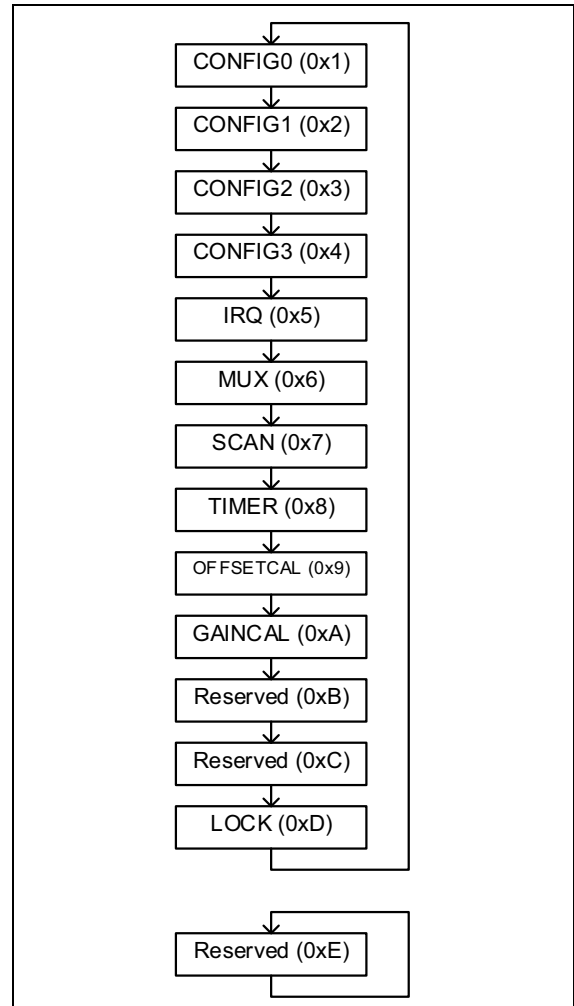 CONFIG0 (0x1)
CONFIG1 (0x2)
CONFIG2 (0x3)
CONFIG3 (0x4)
IRQ (0x5)
MUX (0x6)
SCAN (0x7)
TIMER (0x8)
OFFSETCAL (0x9)
GAINCAL (0xA)
Reserved (0xB)
Reserved (0xC)
LOCK (0xD)
Reserved (0xE)